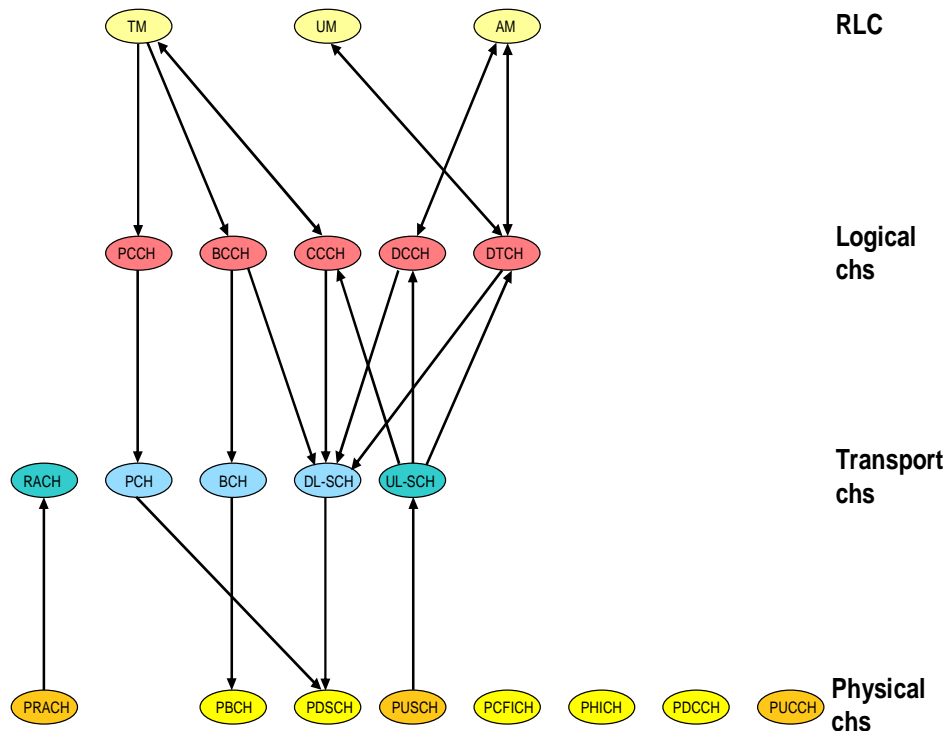 TM UM AM RLC
PCCH BCCH CCCH DCCH DTCH Logical
chs
RACH PCH BCH DL-SCH UL-SCH Transport
chs
PRACH PBCH PDSCH PUSCH PCFICH PHICH PDCCH PUCCH Physical
chs